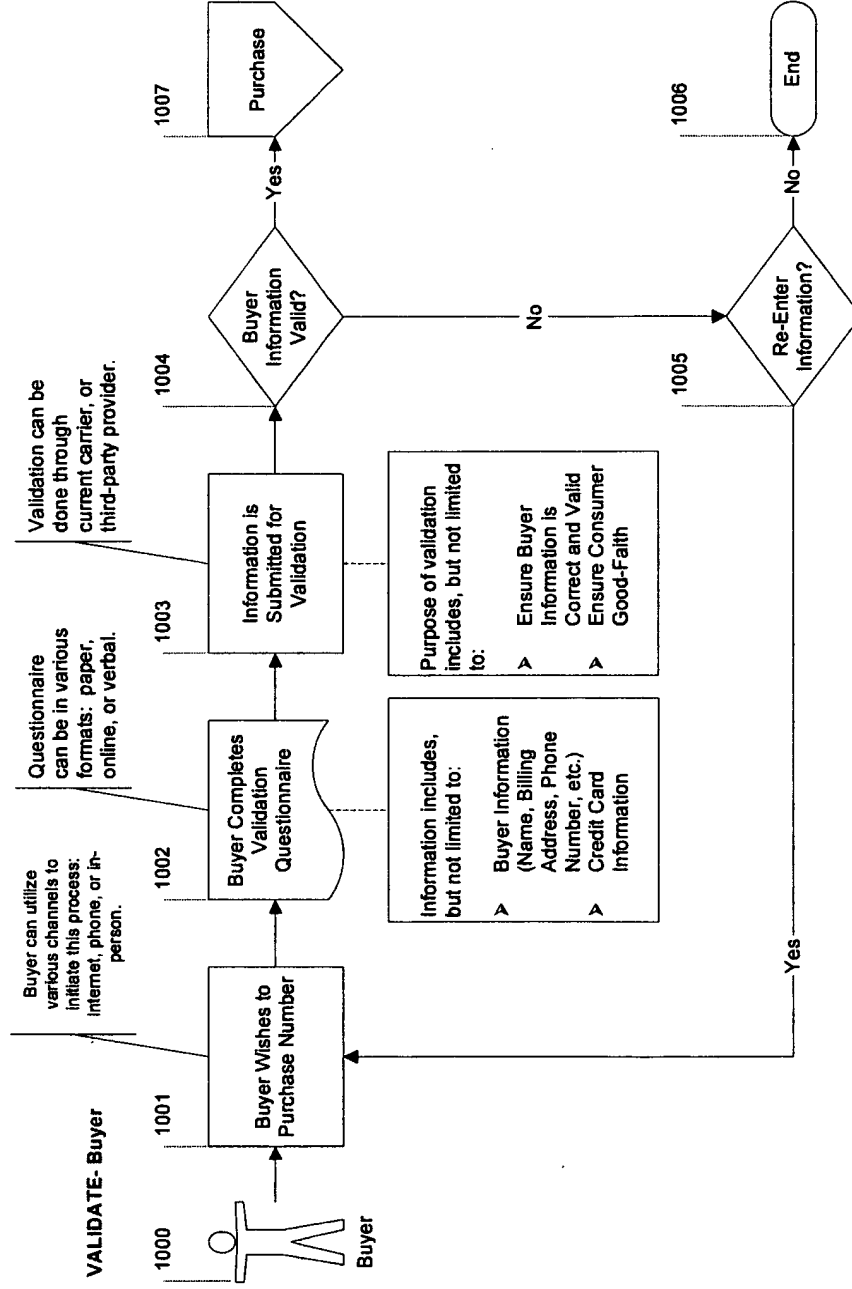 VALIDATE- Buyer
1000
Buyer
1001
Buyer Wishes to
Purchase Number
Buyer can utilize
various channels to
initiate this process:
internet, phone, or in-
person.
1002
Buyer Completes
Validation
Questionnaire
Questionnaire
can be in various
formats: paper,
online, or verbal.
Information includes,
but not limited to:
➢ Buyer Information
(Name, Billing
Address, Phone
Number, etc.)
➢ Credit Card
Information
1003
Information is
Submitted for
Validation
Validation can be
done through
current carrier, or
third-party provider.
Purpose of validation
includes, but not limited
to:
➢ Ensure Buyer
Information is
Correct and Valid
➢ Ensure Consumer
Good-Faith
1004
Buyer
Information
Valid?
Yes
1007
Purchase
No
1005
Re-Enter
Information?
No
1006
End
Yes